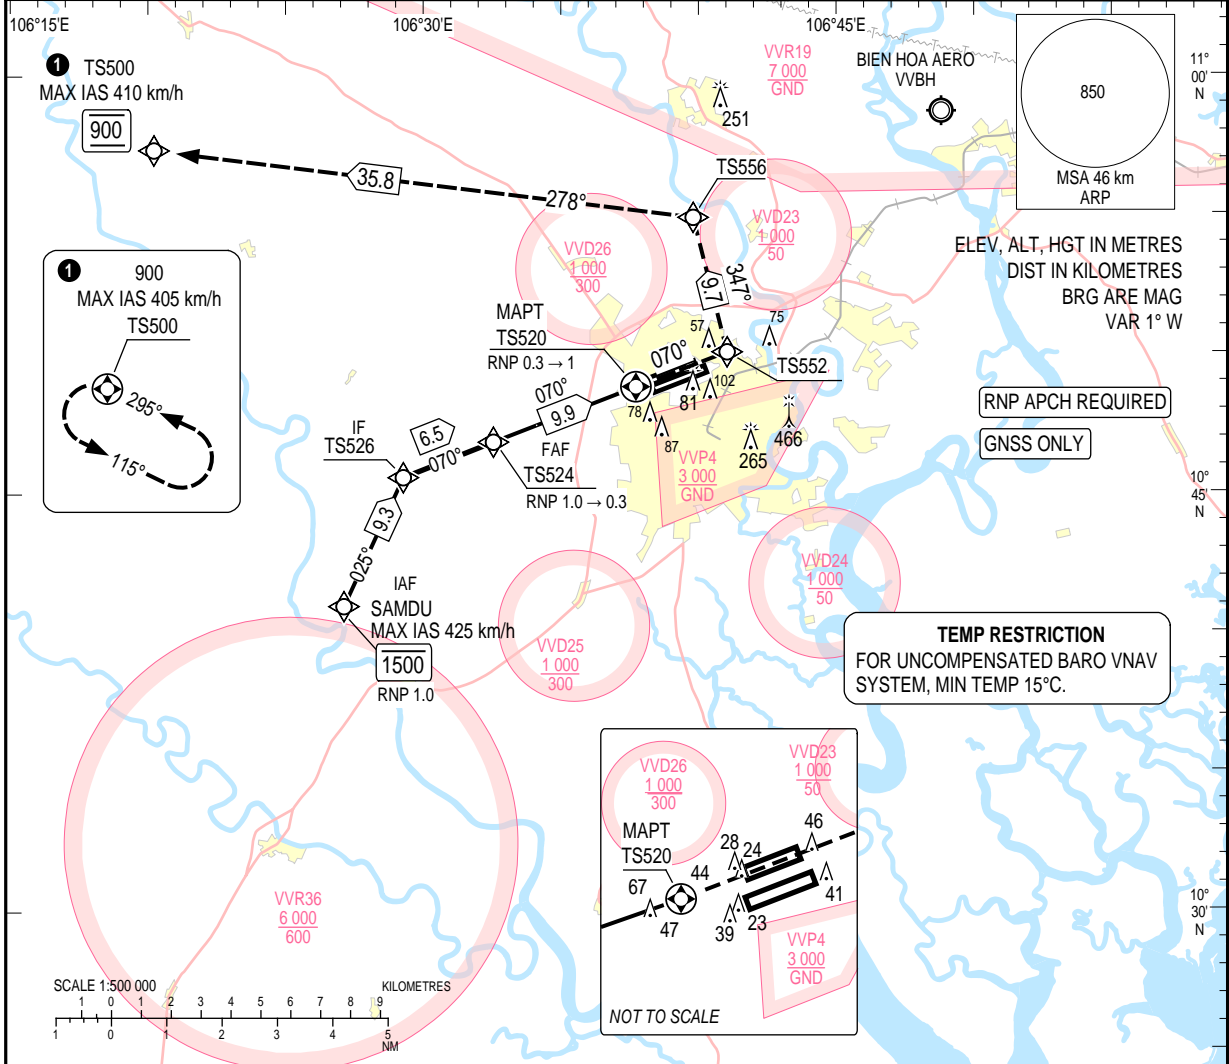 106°15'E
106°30'E
106°45'E
11°
00'
N
10°
45'
N
10°
30'
N
1 TS500
MAX IAS 410 km/h
900
35.8
278°
TS556
VVR19
7 000
GND
251
BIEN HOA AERO
VVBH
850
MSA 46 km
ARP
ELEV, ALT, HGT IN METRES
DIST IN KILOMETRES
BRG ARE MAG
VAR 1° W
RNP APCH REQUIRED
GNSS ONLY
1
900
MAX IAS 405 km/h
TS500
295°
115°
VVD26
1 000
300
VVD23
1 000
50
347°
9.7
MAPT
TS520
RNP 0.3 → 1
57
75
070°
TS552
102
81
78
87
466
265
070°
9.9
IF
TS526
6.5
070°
FAF
TS524
RNP 1.0 → 0.3
VVP4
3 000
GND
9.3
025°
IAF
SAMDU
MAX IAS 425 km/h
1500
RNP 1.0
VVD25
1 000
300
VVD24
1 000
50
TEMP RESTRICTION
FOR UNCOMPENSATED BARO VNAV
SYSTEM, MIN TEMP 15°C.
VVR36
6 000
600
VVD26
1 000
300
VVD23
1 000
50
MAPT
TS520
28
24
46
67
44
47
39
23
41
VVP4
3 000
GND
NOT TO SCALE
SCALE 1:500 000
KILOMETRES
1 0 1 2 3 4 5 6 7 8 9
1 0 1 2 3 4 5
NM